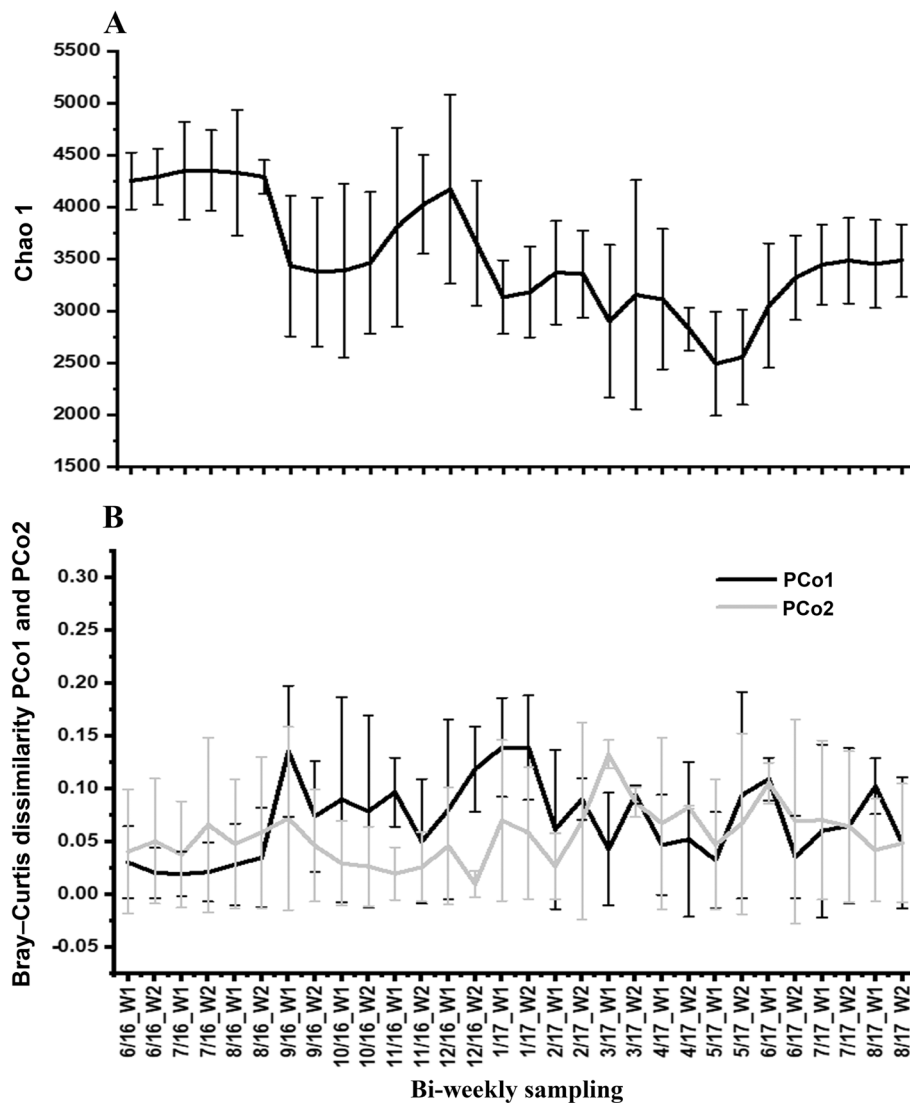 A
5500
5000
4500
4000
3500
3000
2500
2000
1500
Chao 1
B
0.30
0.25
0.20
0.15
0.10
0.05
0.00
-0.05
Bray–Curtis dissimilarity PCo1 and PCo2
PCo1
PCo2
6/16_W1
6/16_W2
7/16_W1
7/16_W2
8/16_W1
8/16_W2
9/16_W1
9/16_W2
10/16_W1
10/16_W2
11/16_W1
11/16_W2
12/16_W1
12/16_W2
1/17_W1
1/17_W2
2/17_W1
2/17_W2
3/17_W1
3/17_W2
4/17_W1
4/17_W2
5/17_W1
5/17_W2
6/17_W1
6/17_W2
7/17_W1
7/17_W2
8/17_W1
8/17_W2
Bi-weekly sampling